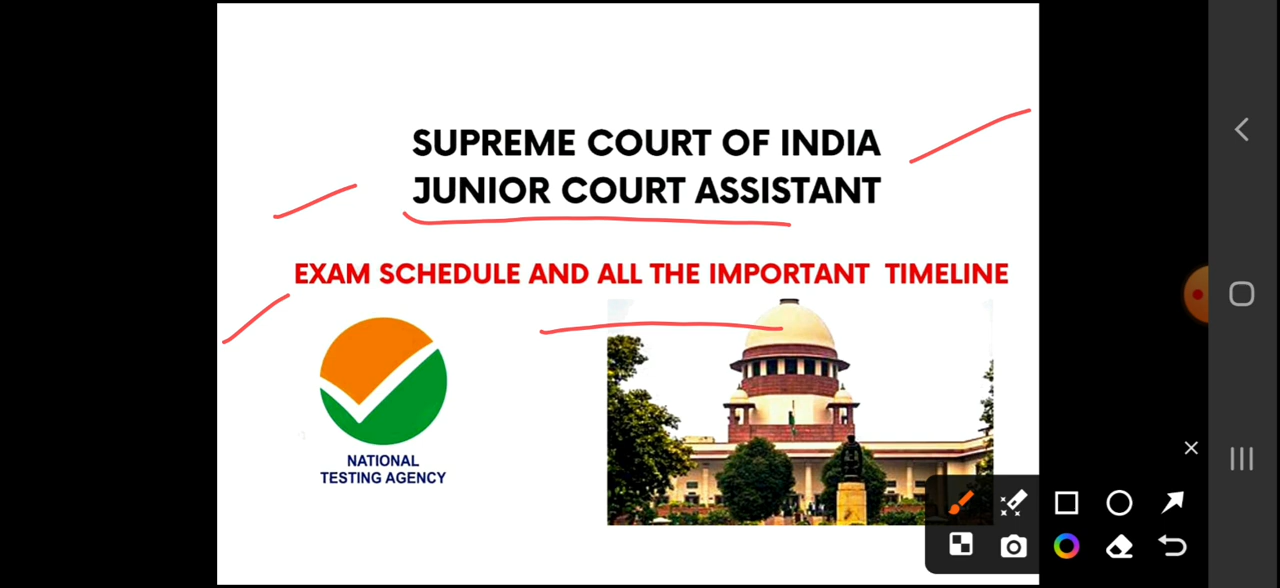 SUPREME COURT OF INDIA
JUNIOR COURT ASSISTANT
EXAM SCHEDULE AND ALL THE IMPORTANT TIMELINE
NATIONAL
TESTING AGENCY